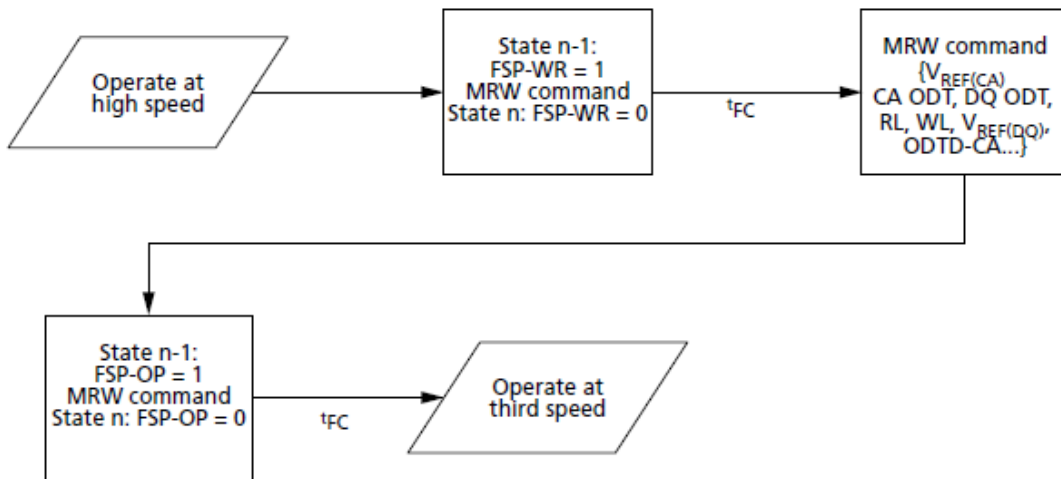 Operate at
high speed
State n-1:
FSP-WR = 1
MRW command
State n: FSP-WR = 0
tFC
MRW command
{VREF(CA)
CA ODT, DQ ODT,
RL, WL, VREF(DQ),
ODTD-CA...}
State n-1:
FSP-OP = 1
MRW command
State n: FSP-OP = 0
tFC
Operate at
third speed